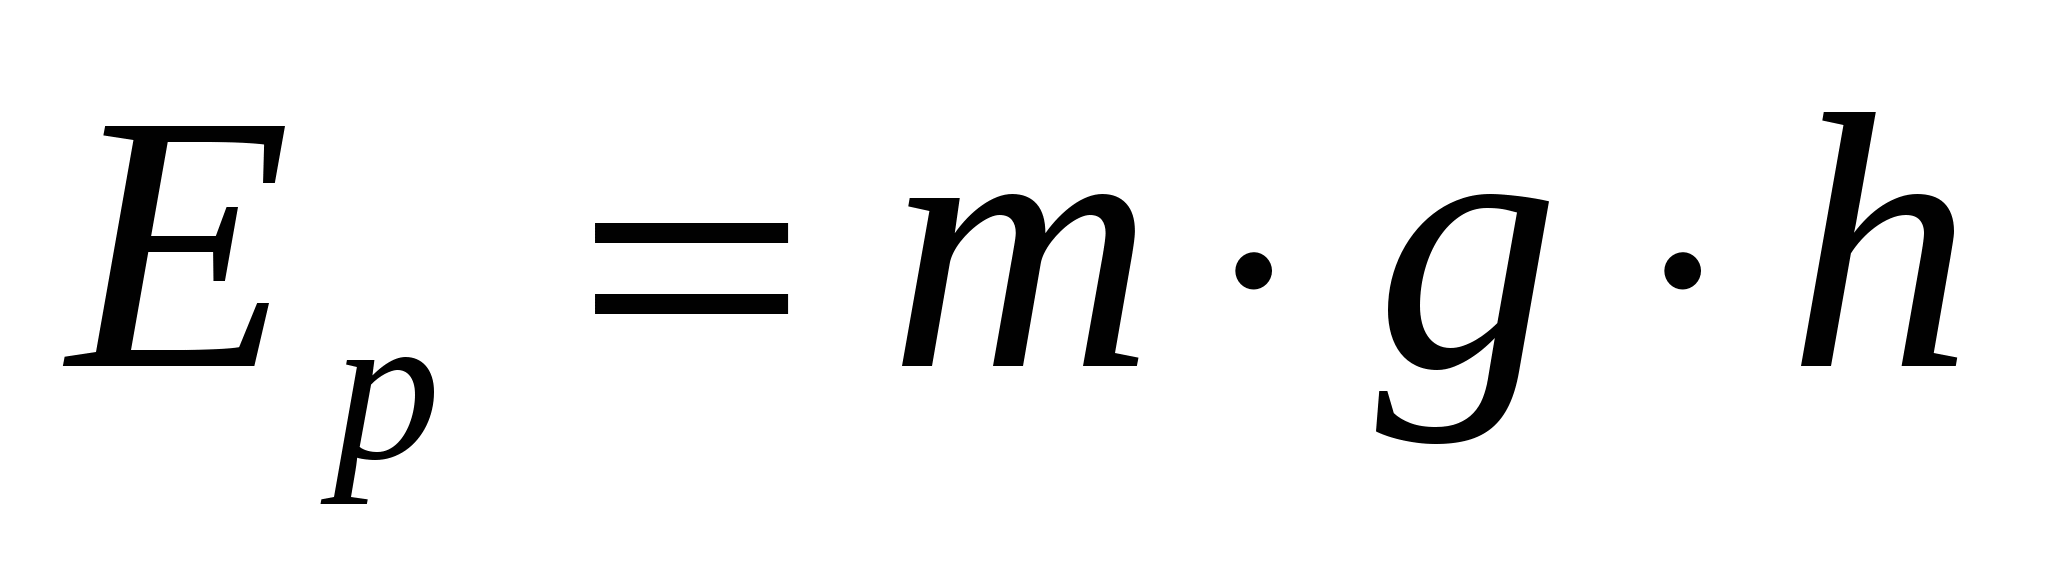 E_p = m · g · h